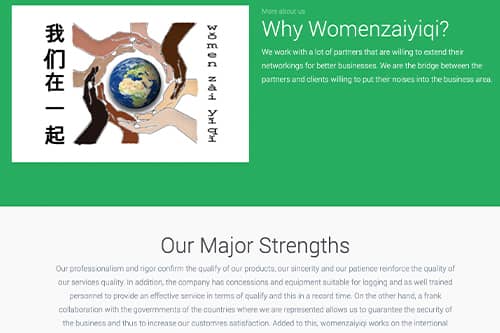 More about us
Why Womenzaiyiqi?
We work with a lot of partners that are willing to extend their
networkings for better businesses. We are the bridge between the
partners and clients willing to put their noises into the business area.
我们在一起
wǒmen zài yīqǐ
Our Major Strengths
Our professionalism and rigor confirm the qualify of our products, our sincerity and our patience reinforce the quality of
our services quality. In addition, the company has concessions and equipment suitable for logging and as well trained
personnel to provide an effective service in terms of qualify and this in a record time. On the other hand, a frank
collaboration with the governments of the countries where we are represented allows us to guarantee the security of
the business and thus to increase our customres satisfaction. Added to this, womenzaiyiqi works on the intentional